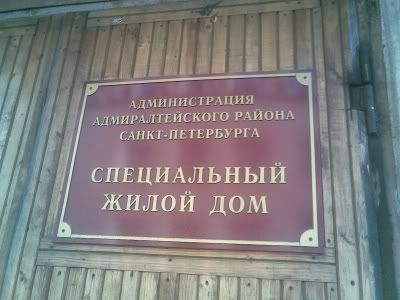 АДМИНИСТРАЦИЯ
АДМИРАЛТЕЙСКОГО РАЙОНА
САНКТ-ПЕТЕРБУРГА
СПЕЦИАЛЬНЫЙ
ЖИЛОЙ ДОМ